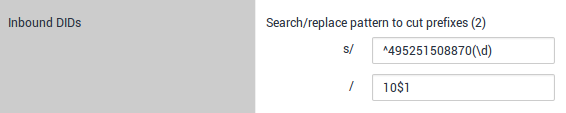 Inbound DIDs
Search/replace pattern to cut prefixes (2)
s/ ^495251508870(\d)
/ 10$1